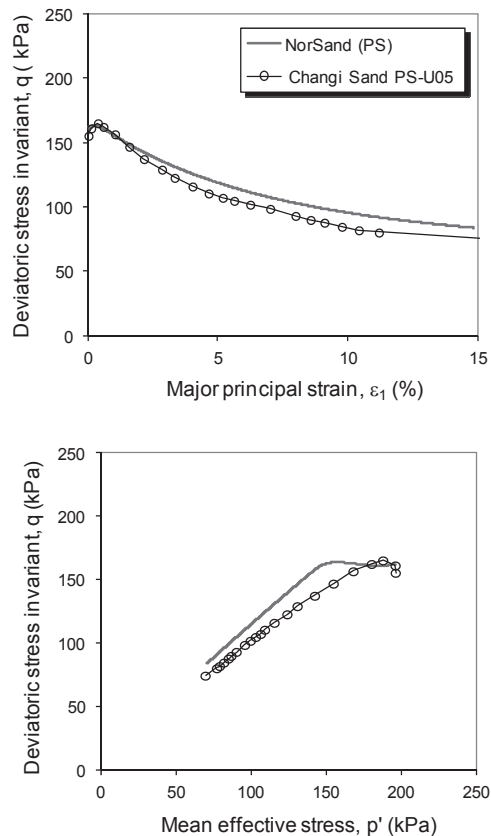 250
200
150
100
50
0
Deviatoric stress invariant, q ( kPa)
NorSand (PS)
Changi Sand PS-U05
0 5 10 15
Major principal strain, ε1 (%)
250
200
150
100
50
0
Deviatoric stress invariant, q (kPa)
0 50 100 150 200 250
Mean effective stress, p' (kPa)